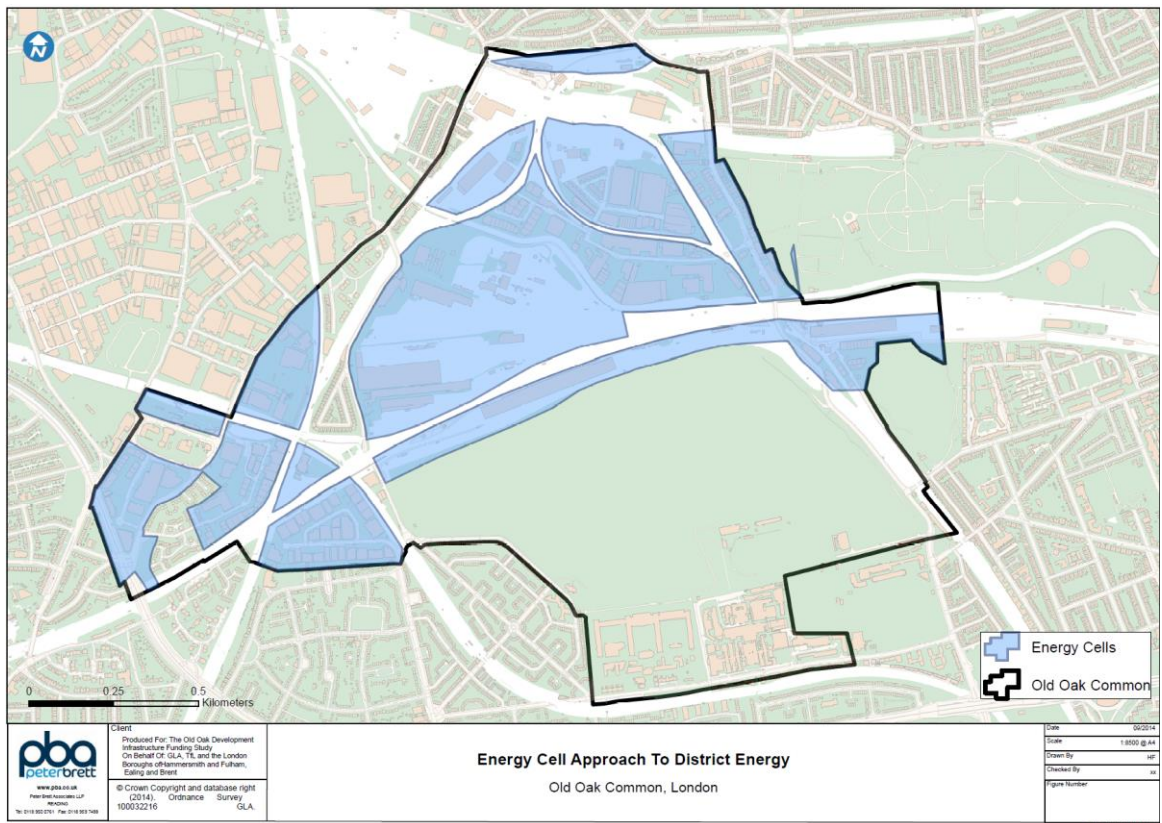 N
Energy Cells
Old Oak Common
0 0.25 0.5
Kilometers
pba
peterbrett
www.pba.co.uk
Peter Brett Associates LLP
READING
Client
Produced For: The Old Oak Development
Infrastructure Funding Study
On Behalf Of: GLA, TfL and the London
Boroughs ofHammersmith and Fulham,
Ealing and Brent
© Crown Copyright and database right
(2014). Ordnance Survey
100032216 GLA.
Energy Cell Approach To District Energy
Old Oak Common, London
Date 09/2014
Scale 1:8500 @ A4
Drawn By HF
Checked By
Figure Number